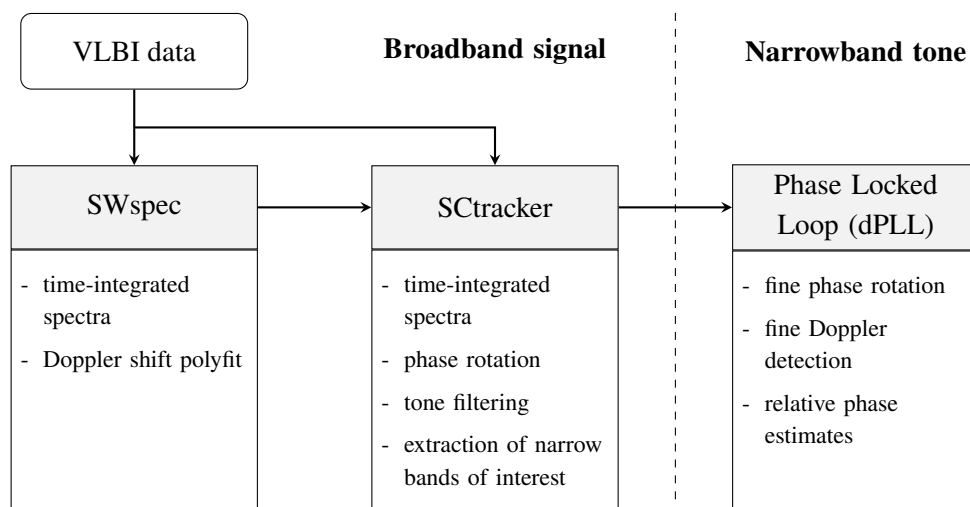 VLBI data
Broadband signal
Narrowband tone
SWspec
- time-integrated
spectra
- Doppler shift polyfit
SCtracker
- time-integrated
spectra
- phase rotation
- tone filtering
- extraction of narrow
bands of interest
Phase Locked
Loop (dPLL)
- fine phase rotation
- fine Doppler
detection
- relative phase
estimates